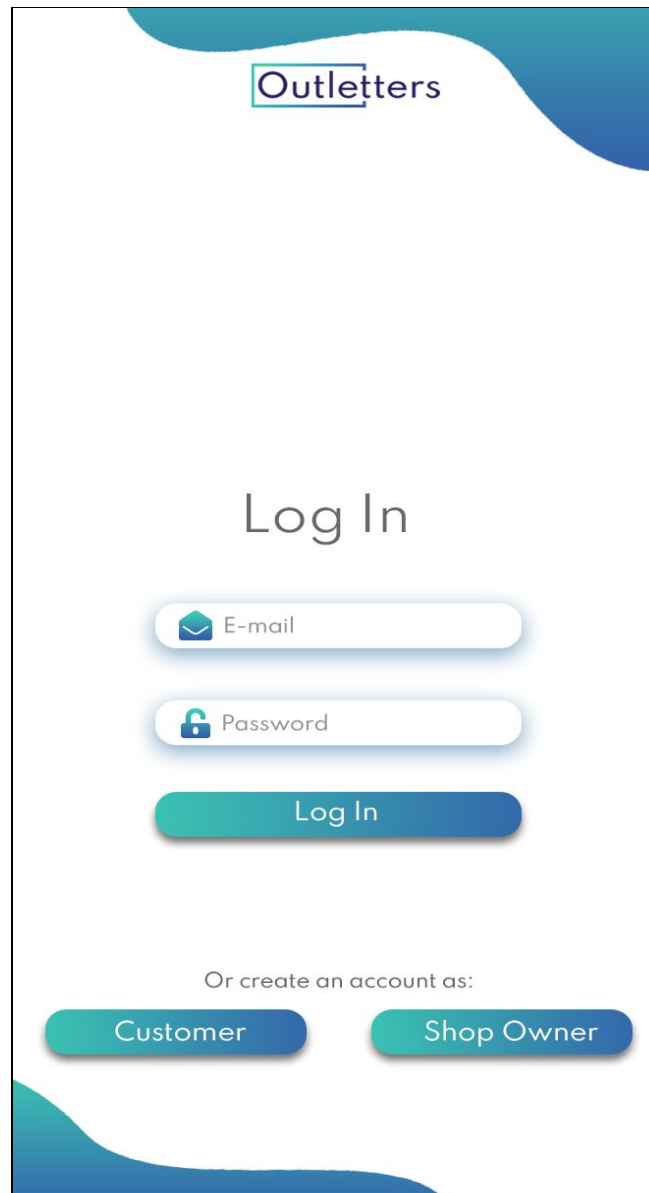 Outletters
Log In
E-mail
Password
Log In
Or create an account as:
Customer
Shop Owner